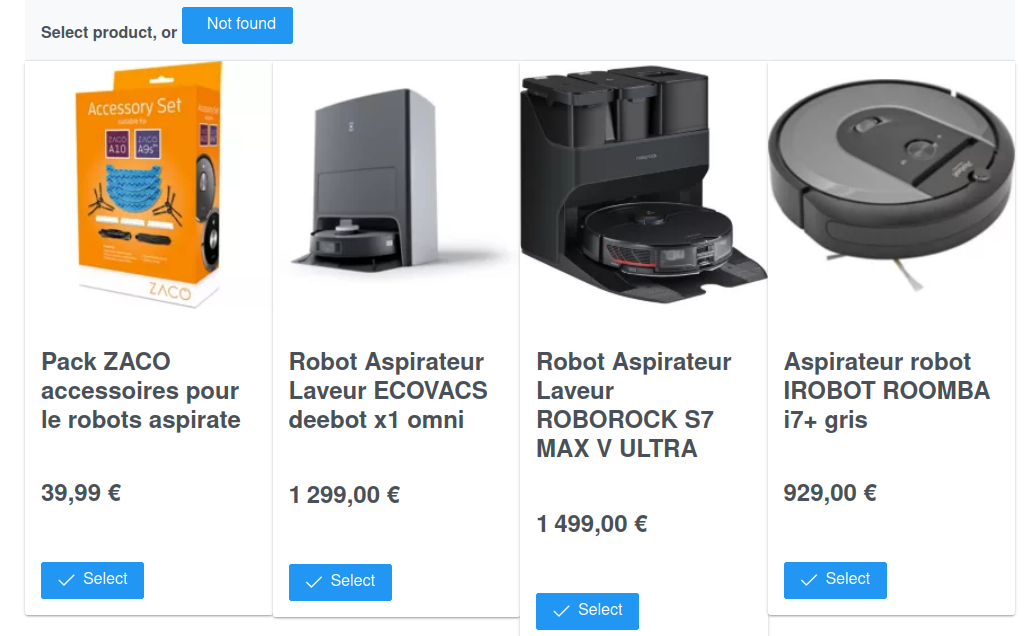 Select product, or Not found
Accessory Set
suitable for
ZACO
A10
ZACO
A9s
ZACO
Pack ZACO
accessoires pour
le robots aspirate
39,99 €
Select
Robot Aspirateur
Laveur ECOVACS
deebot x1 omni
1 299,00 €
Select
Robot Aspirateur
Laveur
ROBOROCK S7
MAX V ULTRA
1 499,00 €
Select
Aspirateur robot
IROBOT ROOMBA
i7+ gris
929,00 €
Select